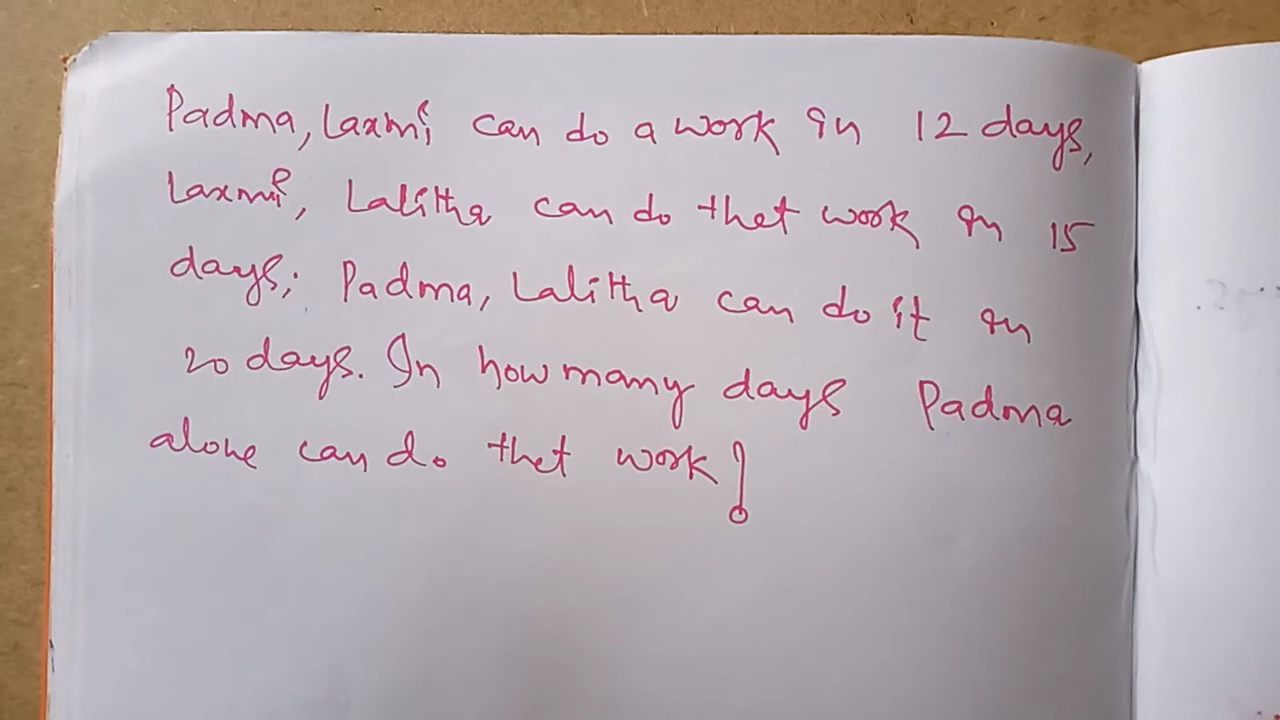 Padma, Laxmi can do a work in 12 days,
Laxmi, Lalitha can do that work in 15
days; Padma, Lalitha can do it in
20 days. In how many days Padma
alone can do that work?